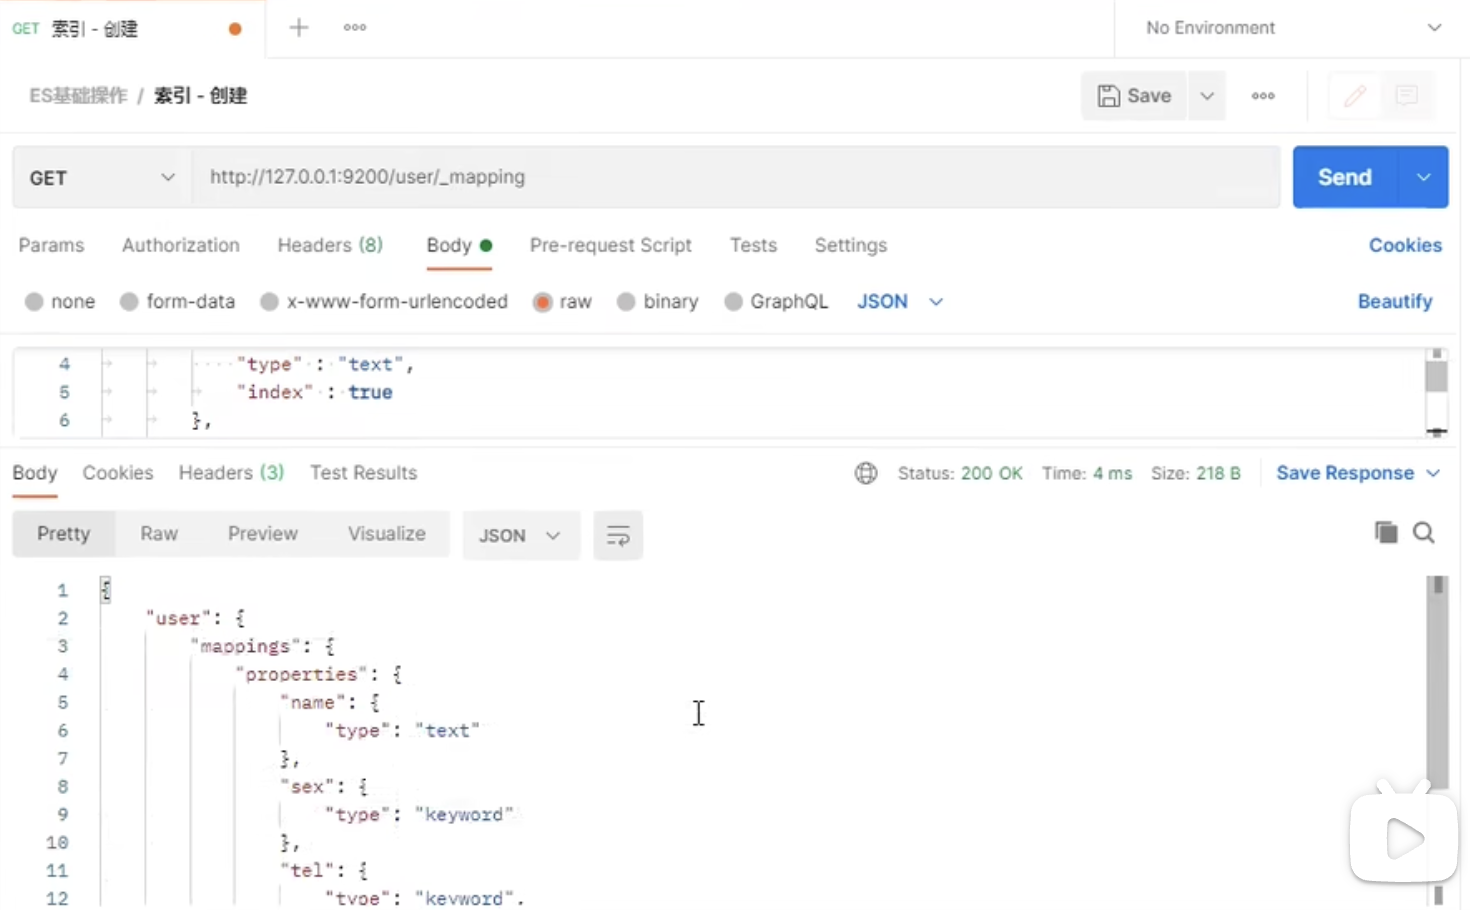 GET 索引 - 创建
No Environment
ES基础操作 / 索引 - 创建
Save
GET http://127.0.0.1:9200/user/_mapping Send
Params Authorization Headers (8) Body Pre-request Script Tests Settings Cookies
none form-data x-www-form-urlencoded raw binary GraphQL JSON Beautify
4 "type" : "text",
5 "index" : true
6 },
Body Cookies Headers (3) Test Results Status: 200 OK Time: 4 ms Size: 218 B Save Response
Pretty Raw Preview Visualize JSON
1 {
2 "user": {
3 "mappings": {
4 "properties": {
5 "name": {
6 "type": "text"
7 },
8 "sex": {
9 "type": "keyword"
10 },
11 "tel": {
12 "type": "keyword",